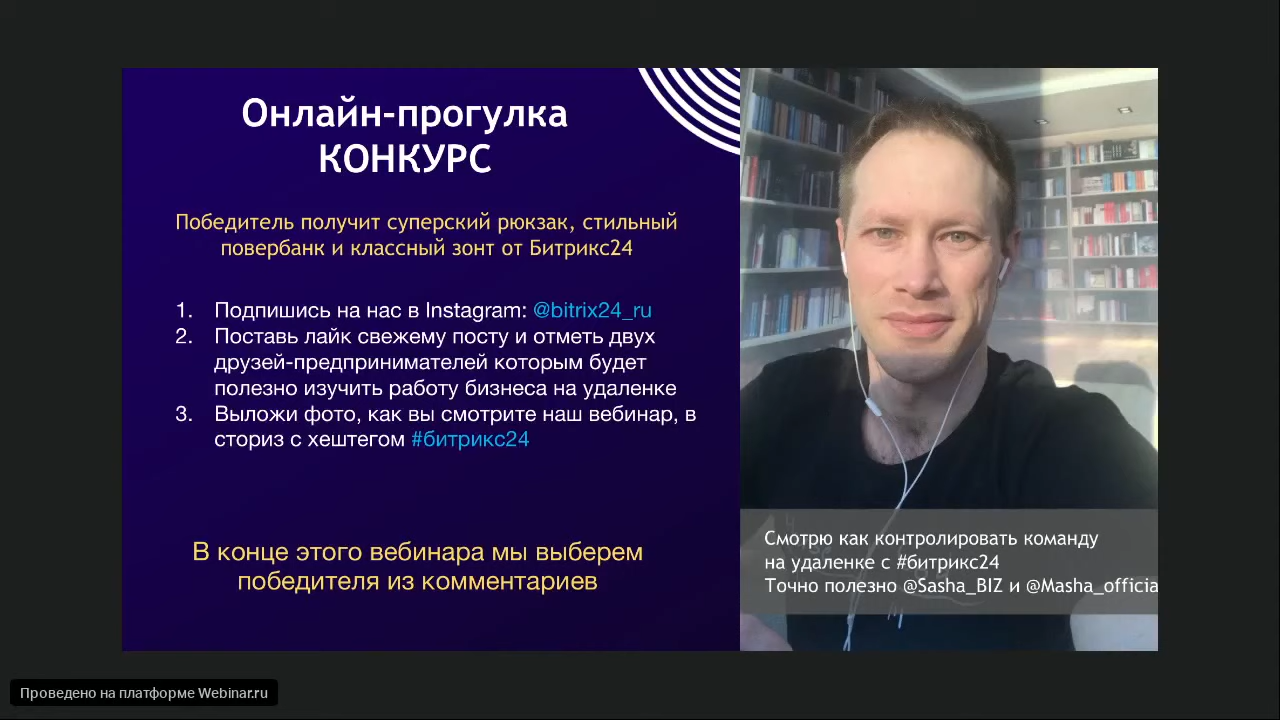 Онлайн-прогулка
КОНКУРС
Победитель получит суперский рюкзак, стильный
повербанк и классный зонт от Битрикс24
1. Подпишись на нас в Instagram: @bitrix24_ru
2. Поставь лайк свежему посту и отметь двух
друзей-предпринимателей которым будет
полезно изучить работу бизнеса на удаленке
3. Выложи фото, как вы смотрите наш вебинар, в
сториз с хештегом #битрикс24
В конце этого вебинара мы выберем
победителя из комментариев
Смотрю как контролировать команду
на удаленке с #битрикс24
Точно полезно @Sasha_BIZ и @Masha_officia
Проведено на платформе Webinar.ru